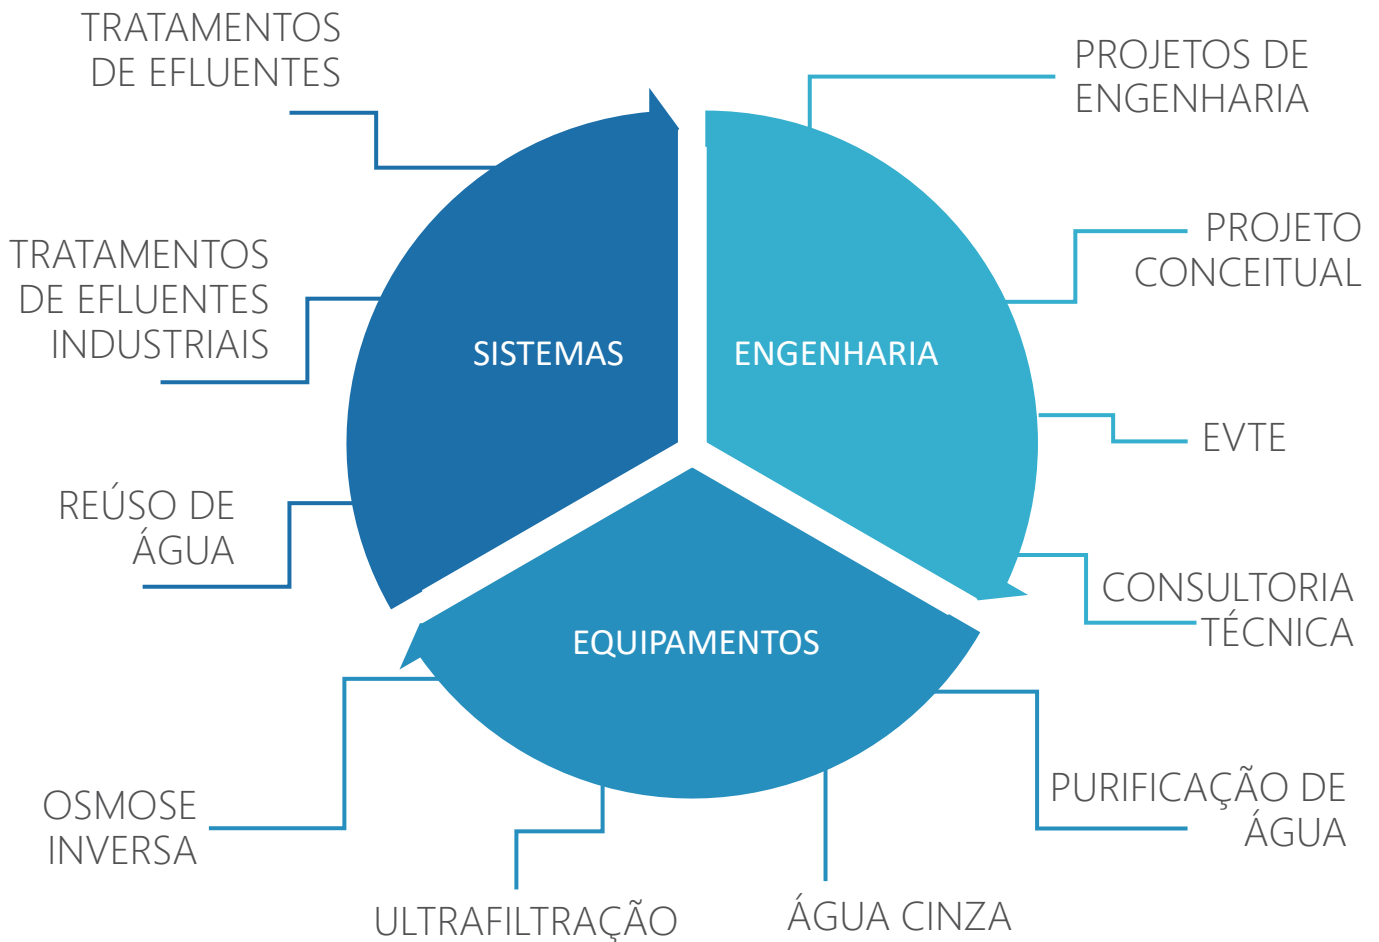 TRATAMENTOS
DE EFLUENTES
PROJETOS DE
ENGENHARIA
TRATAMENTOS
DE EFLUENTES
INDUSTRIAIS
PROJETO
CONCEITUAL
SISTEMAS
ENGENHARIA
EVTE
REÚSO DE
ÁGUA
CONSULTORIA
TÉCNICA
EQUIPAMENTOS
OSMOSE
INVERSA
PURIFICAÇÃO DE
ÁGUA
ULTRAFILTRAÇÃO
ÁGUA CINZA